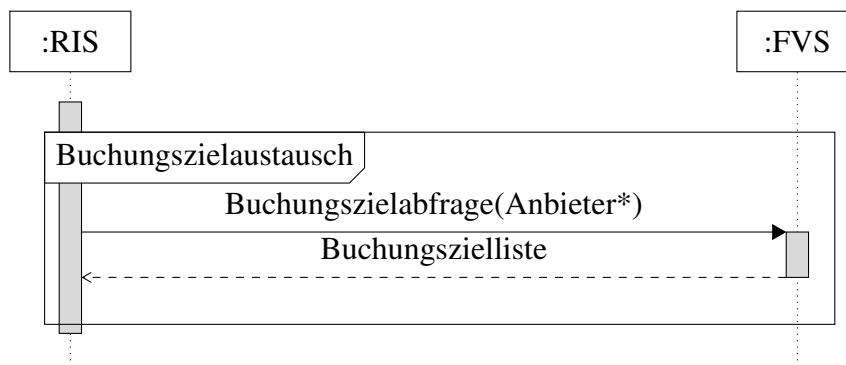 :RIS
:FVS
Buchungszielaustausch
Buchungszielabfrage(Anbieter*)
Buchungszielliste